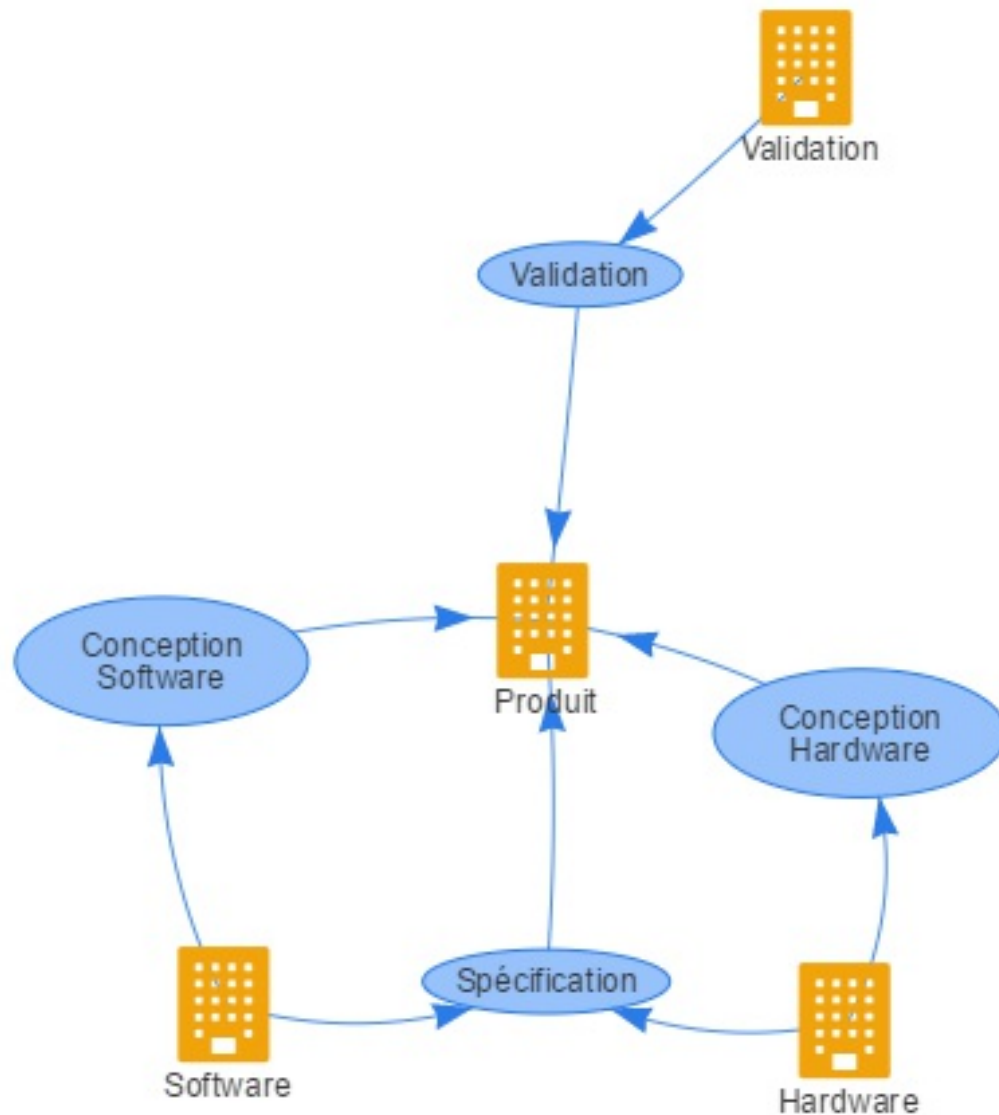 Validation
Validation
Produit
Conception
Software
Conception
Hardware
Spécification
Software
Hardware